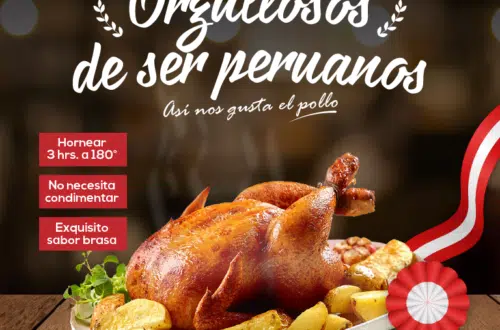 Orgullosos
de ser peruanos
Así nos gusta el pollo
Hornear
3 hrs. a 180°
No necesita
condimentar
Exquisito
sabor brasa